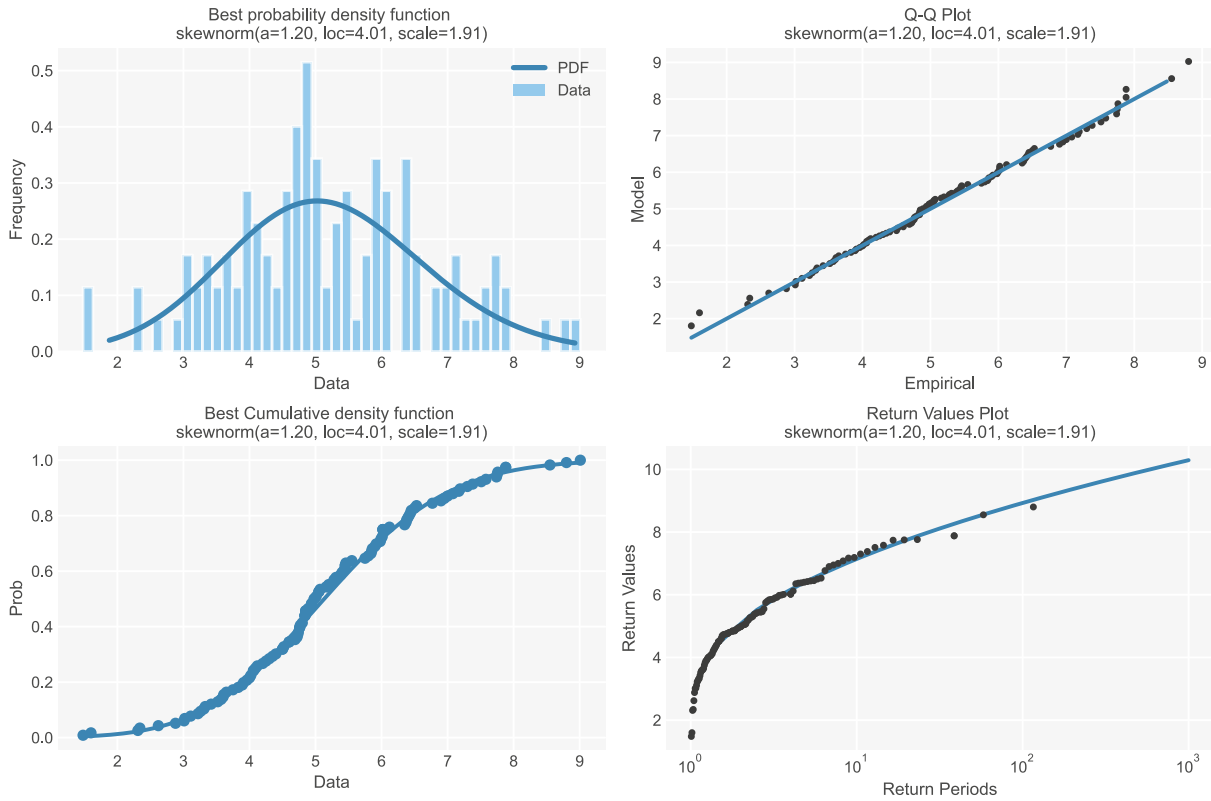 Best probability density function
skewnorm(a=1.20, loc=4.01, scale=1.91)
PDF
Data
0.5
0.4
0.3
0.2
0.1
0.0
Frequency
2 3 4 5 6 7 8 9
Data
Q-Q Plot
skewnorm(a=1.20, loc=4.01, scale=1.91)
9
8
7
6
5
4
3
2
Model
2 3 4 5 6 7 8 9
Empirical
Best Cumulative density function
skewnorm(a=1.20, loc=4.01, scale=1.91)
1.0
0.8
0.6
0.4
0.2
0.0
Prob
2 3 4 5 6 7 8 9
Data
Return Values Plot
skewnorm(a=1.20, loc=4.01, scale=1.91)
10
8
6
4
2
Return Values
10⁰ 10¹ 10² 10³
Return Periods